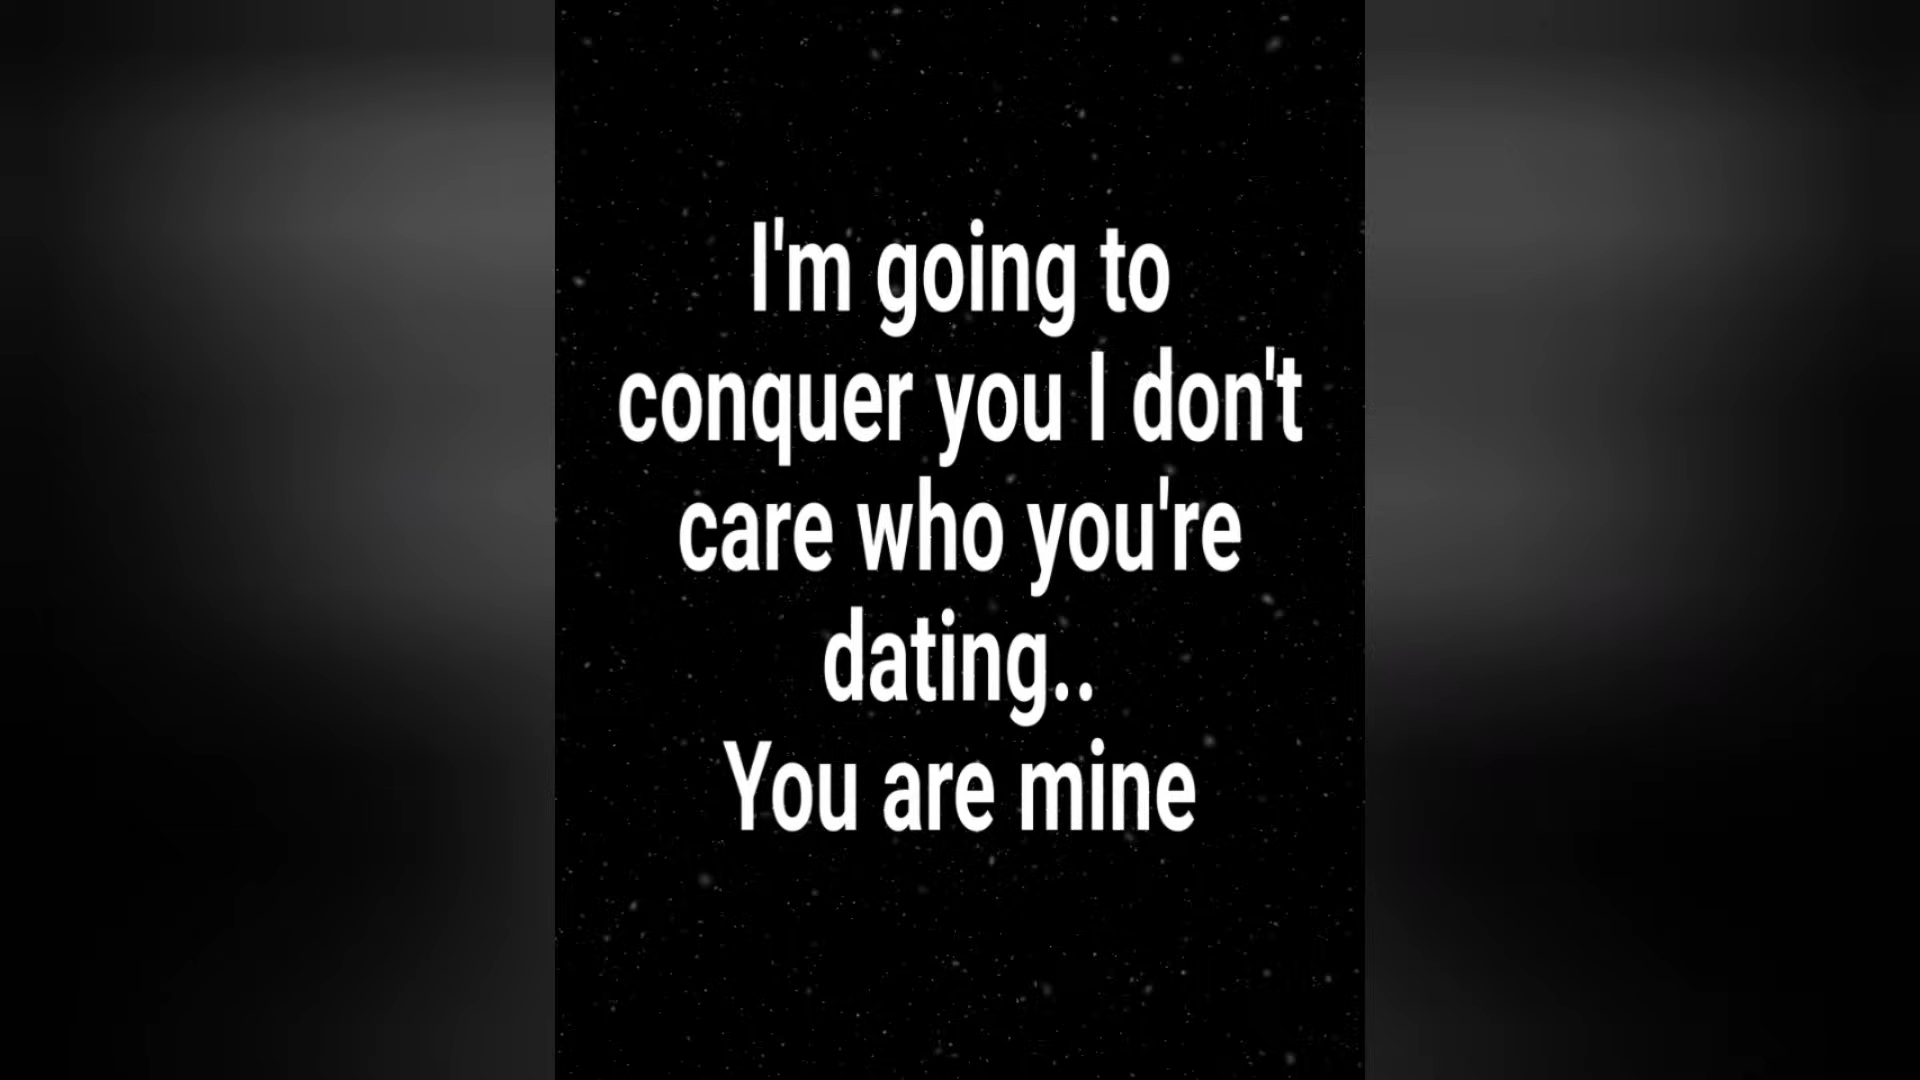 I'm going to
conquer you I don't
care who you're
dating..
You are mine